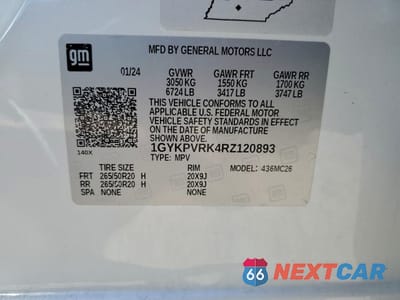 gm
MFD BY GENERAL MOTORS LLC
01/24 GVWR GAWR FRT GAWR RR
3050 KG 1550 KG 1700 KG
6724 LB 3417 LB 3747 LB
THIS VEHICLE CONFORMS TO ALL
APPLICABLE U.S. FEDERAL MOTOR
VEHICLE SAFETY STANDARDS IN EFFECT
ON THE DATE OF MANUFACTURE SHOWN ABOVE.
1GYKPVRK4RZ120893
140X TYPE: MPV
TIRE SIZE RIM MODEL: 436MC26
FRT 265/50R20 H 20X9J
RR 265/50R20 H 20X9J
SPA NONE NONE
66 NEXTCAR